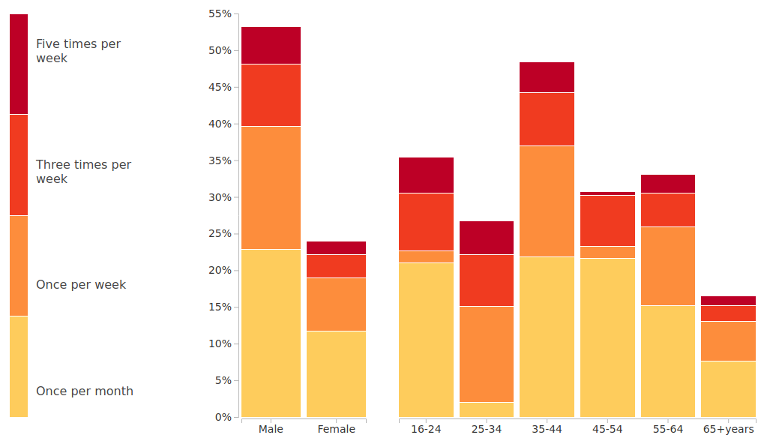 Five times per
week
Three times per
week
Once per week
Once per month
55%
50%
45%
40%
35%
30%
25%
20%
15%
10%
5%
0%
Male Female 16-24 25-34 35-44 45-54 55-64 65+years